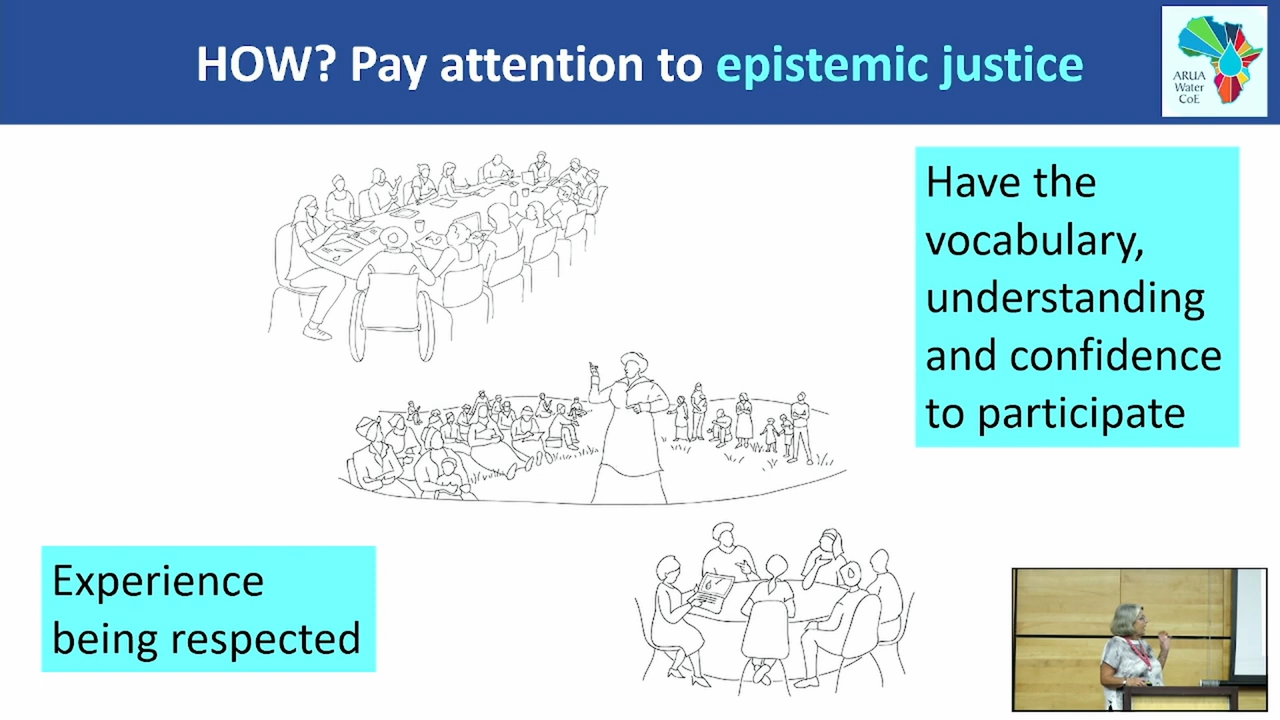 HOW? Pay attention to epistemic justice
ARUA
Water
CoE
Have the
vocabulary,
understanding
and confidence
to participate
Experience
being respected